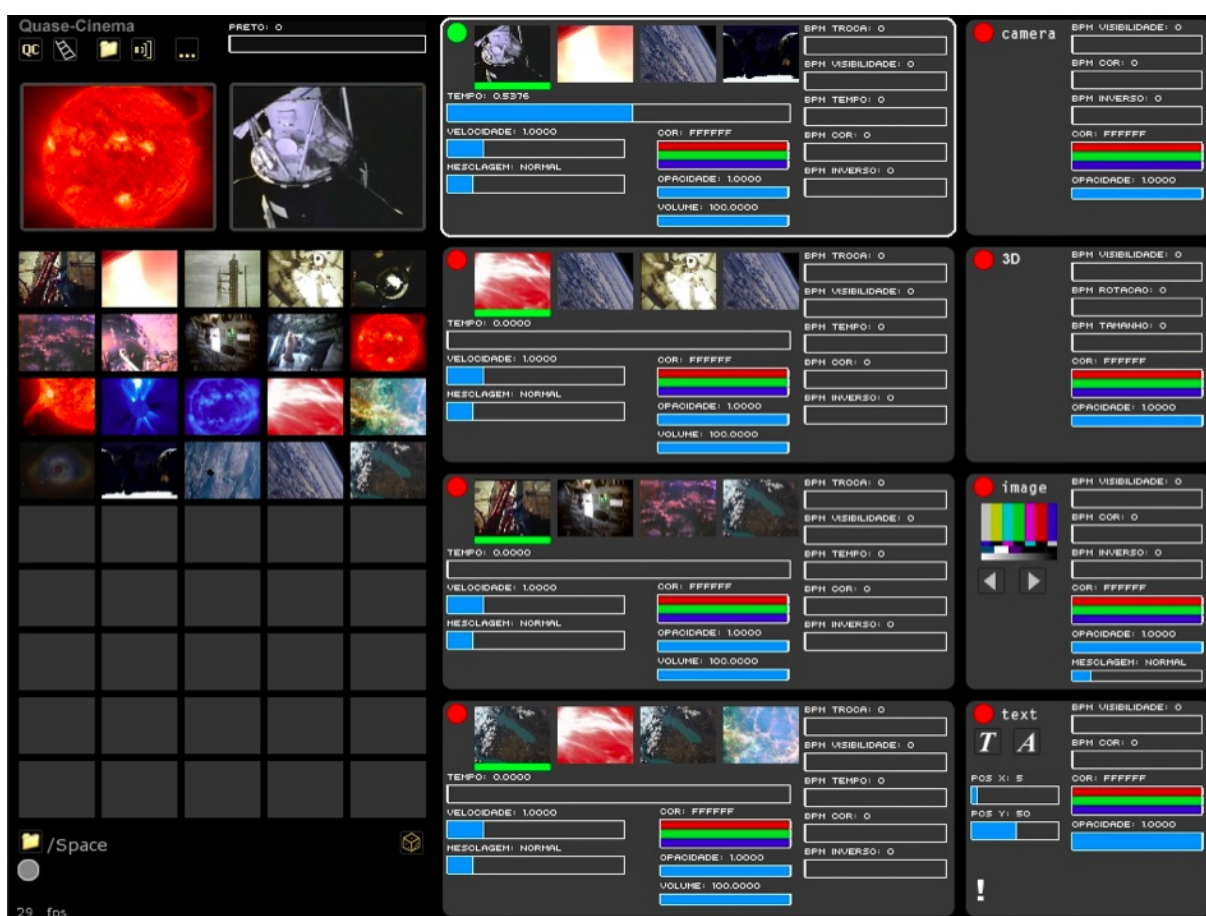 Quase-Cinema
QC
...
PRETO: 0
TEMPO: 0.5376
VELOCIDADE: 1.0000
MESCLAGEM: NORMAL
COR: FFFFFF
OPACIDADE: 1.0000
VOLUME: 100.0000
BPM TROCA: 0
BPM VISIBILIDADE: 0
BPM TEMPO: 0
BPM COR: 0
BPM INVERSO: 0
camera
BPM VISIBILIDADE: 0
BPM COR: 0
BPM INVERSO: 0
COR: FFFFFF
OPACIDADE: 1.0000
TEMPO: 0.0000
VELOCIDADE: 1.0000
MESCLAGEM: NORMAL
COR: FFFFFF
OPACIDADE: 1.0000
VOLUME: 100.0000
BPM TROCA: 0
BPM VISIBILIDADE: 0
BPM TEMPO: 0
BPM COR: 0
BPM INVERSO: 0
3D
BPM VISIBILIDADE: 0
BPM ROTACAO: 0
BPM TAMANHO: 0
COR: FFFFFF
OPACIDADE: 1.0000
TEMPO: 0.0000
VELOCIDADE: 1.0000
MESCLAGEM: NORMAL
COR: FFFFFF
OPACIDADE: 1.0000
VOLUME: 100.0000
BPM TROCA: 0
BPM VISIBILIDADE: 0
BPM TEMPO: 0
BPM COR: 0
BPM INVERSO: 0
image
BPM VISIBILIDADE: 0
BPM COR: 0
BPM INVERSO: 0
COR: FFFFFF
OPACIDADE: 1.0000
MESCLAGEM: NORMAL
TEMPO: 0.0000
VELOCIDADE: 1.0000
MESCLAGEM: NORMAL
COR: FFFFFF
OPACIDADE: 1.0000
VOLUME: 100.0000
BPM TROCA: 0
BPM VISIBILIDADE: 0
BPM TEMPO: 0
BPM COR: 0
BPM INVERSO: 0
text
T A
POS X: 5
POS Y: 50
!
BPM VISIBILIDADE: 0
BPM COR: 0
COR: FFFFFF
OPACIDADE: 1.0000
/Space
29 fps